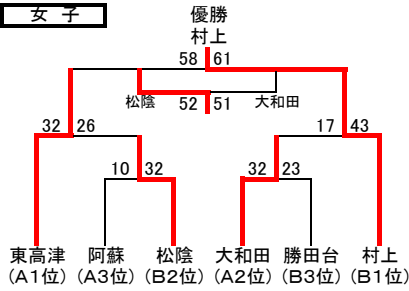 女 子
優勝
村上
58 61
松陰 52 51 大和田
32 26 17 43
10 32 32 23
東高津 阿蘇 松陰 大和田 勝田台 村上
(A1位) (A3位) (B2位) (A2位) (B3位) (B1位)